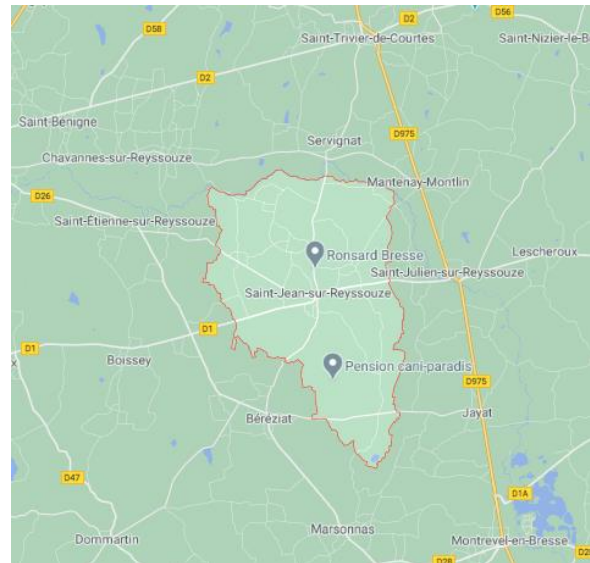 D2
D56
D58
Saint-Trivier-de-Courtes
Saint-Nizier-le-B
D2
Saint-Bénigne
D975
Servignat
Chavannes-sur-Reyssouze
Mantenay-Montlin
D26
Saint-Étienne-sur-Reyssouze
Ronsard Bresse
Lescheroux
Saint-Julien-sur-Reyssouze
Saint-Jean-sur-Reyssouze
D1
D1
Boissey
Pension cani-paradis
D975
Béréziat
Jayat
D47
D1A
Marsonnas
Dommartin
Montrevel-en-Bresse
D28
D28